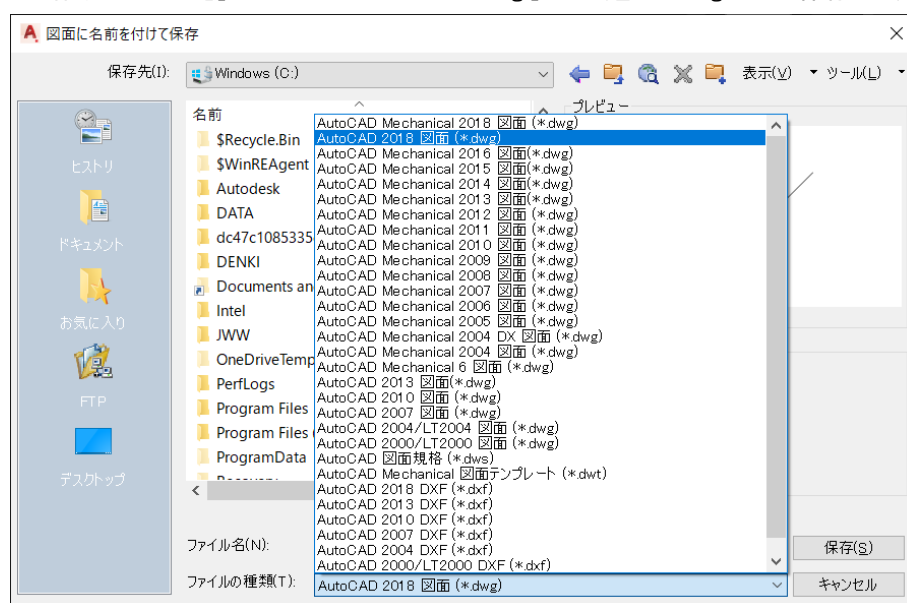 図面に名前を付けて保存
保存先(I):
Windows (C:)
表示(V)
ツール(L)
ヒストリ
ドキュメント
お気に入り
FTP
デスクトップ
名前
$Recycle.Bin
$WinREAgent
Autodesk
DATA
dc47c1085335
DENKI
Documents an
Intel
JWW
OneDriveTemp
PerfLogs
Program Files
Program Files
ProgramData
プレビュー
AutoCAD Mechanical 2018 図面 (*.dwg)
AutoCAD 2018 図面 (*.dwg)
AutoCAD Mechanical 2016 図面(*.dwg)
AutoCAD Mechanical 2015 図面(*.dwg)
AutoCAD Mechanical 2014 図面(*.dwg)
AutoCAD Mechanical 2013 図面(*.dwg)
AutoCAD Mechanical 2012 図面 (*.dwg)
AutoCAD Mechanical 2011 図面 (*.dwg)
AutoCAD Mechanical 2010 図面 (*.dwg)
AutoCAD Mechanical 2009 図面 (*.dwg)
AutoCAD Mechanical 2008 図面 (*.dwg)
AutoCAD Mechanical 2007 図面 (*.dwg)
AutoCAD Mechanical 2006 図面 (*.dwg)
AutoCAD Mechanical 2005 図面 (*.dwg)
AutoCAD Mechanical 2004 DX 図面 (*.dwg)
AutoCAD Mechanical 2004 図面 (*.dwg)
AutoCAD Mechanical 6 図面 (*.dwg)
AutoCAD 2013 図面(*.dwg)
AutoCAD 2010 図面 (*.dwg)
AutoCAD 2007 図面 (*.dwg)
AutoCAD 2004/LT2004 図面 (*.dwg)
AutoCAD 2000/LT2000 図面 (*.dwg)
AutoCAD 図面規格 (*.dws)
AutoCAD Mechanical 図面テンプレート (*.dwt)
AutoCAD 2018 DXF (*.dxf)
AutoCAD 2013 DXF (*.dxf)
AutoCAD 2010 DXF (*.dxf)
AutoCAD 2007 DXF (*.dxf)
AutoCAD 2004 DXF (*.dxf)
AutoCAD 2000/LT2000 DXF (*.dxf)
ファイル名(N):
保存(S)
ファイルの種類(T):
AutoCAD 2018 図面 (*.dwg)
キャンセル